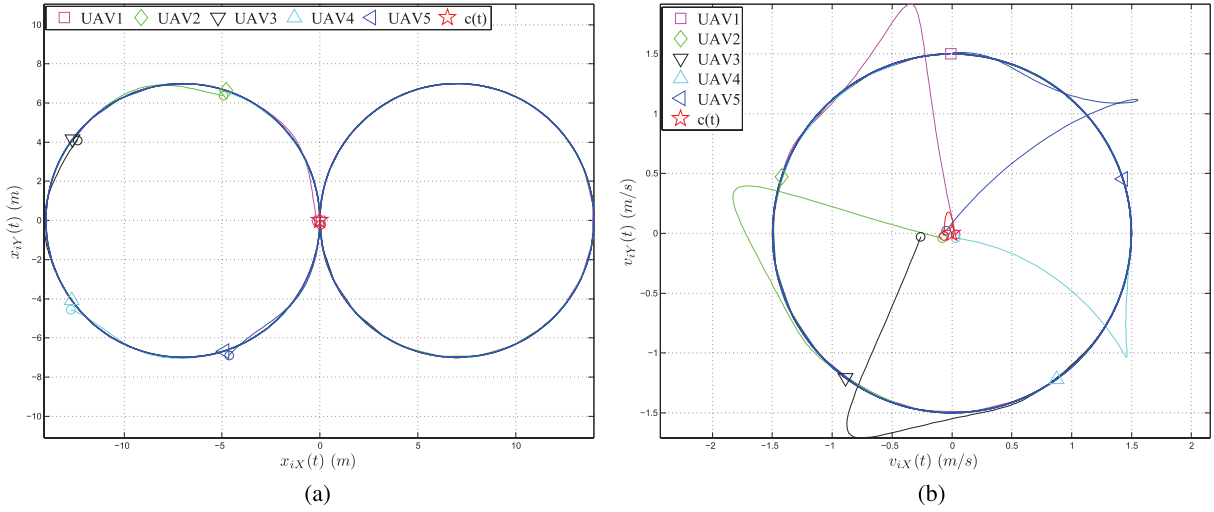 UAV1 UAV2 UAV3 UAV4 UAV5 c(t)
10
8
6
4
2
0
−2
−4
−6
−8
−10
−10 −5 0 5 10
x_{iX}(t) (m)
x_{iY}(t) (m)
(a)
UAV1
UAV2
UAV3
UAV4
UAV5
c(t)
1.5
1
0.5
0
−0.5
−1
−1.5
−2 −1.5 −1 −0.5 0 0.5 1 1.5 2
v_{iX}(t) (m/s)
v_{iY}(t) (m/s)
(b)